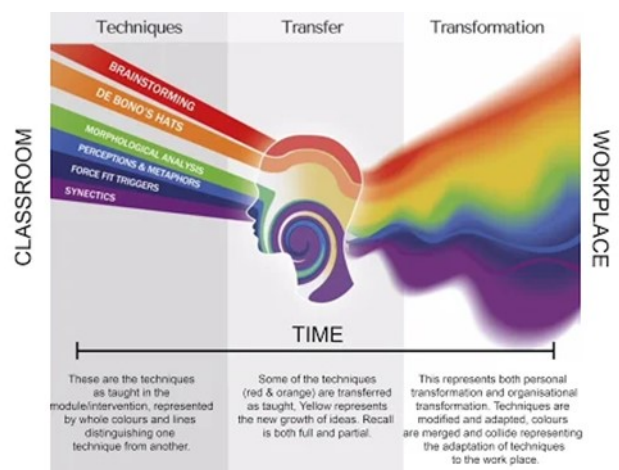 Techniques
Transfer
Transformation
CLASSROOM
BRAINSTORMING
DE BONO'S HATS
MORPHOLOGICAL ANALYSIS
PERCEPTIONS & METAPHORS
FORCE FIT TRIGGERS
SYNECTICS
WORKPLACE
TIME
These are the techniques
as taught in the
module/intervention, represented
by whole colours and lines
distinguishing one
technique from another.
Some of the techniques
(red & orange) are transferred
as taught, Yellow represents
the new growth of ideas. Recall
is both full and partial.
This represents both personal
transformation and organisational
transformation. Techniques are
modified and adapted, colours
are merged and collide representing
the adaptation of techniques
to the work place.